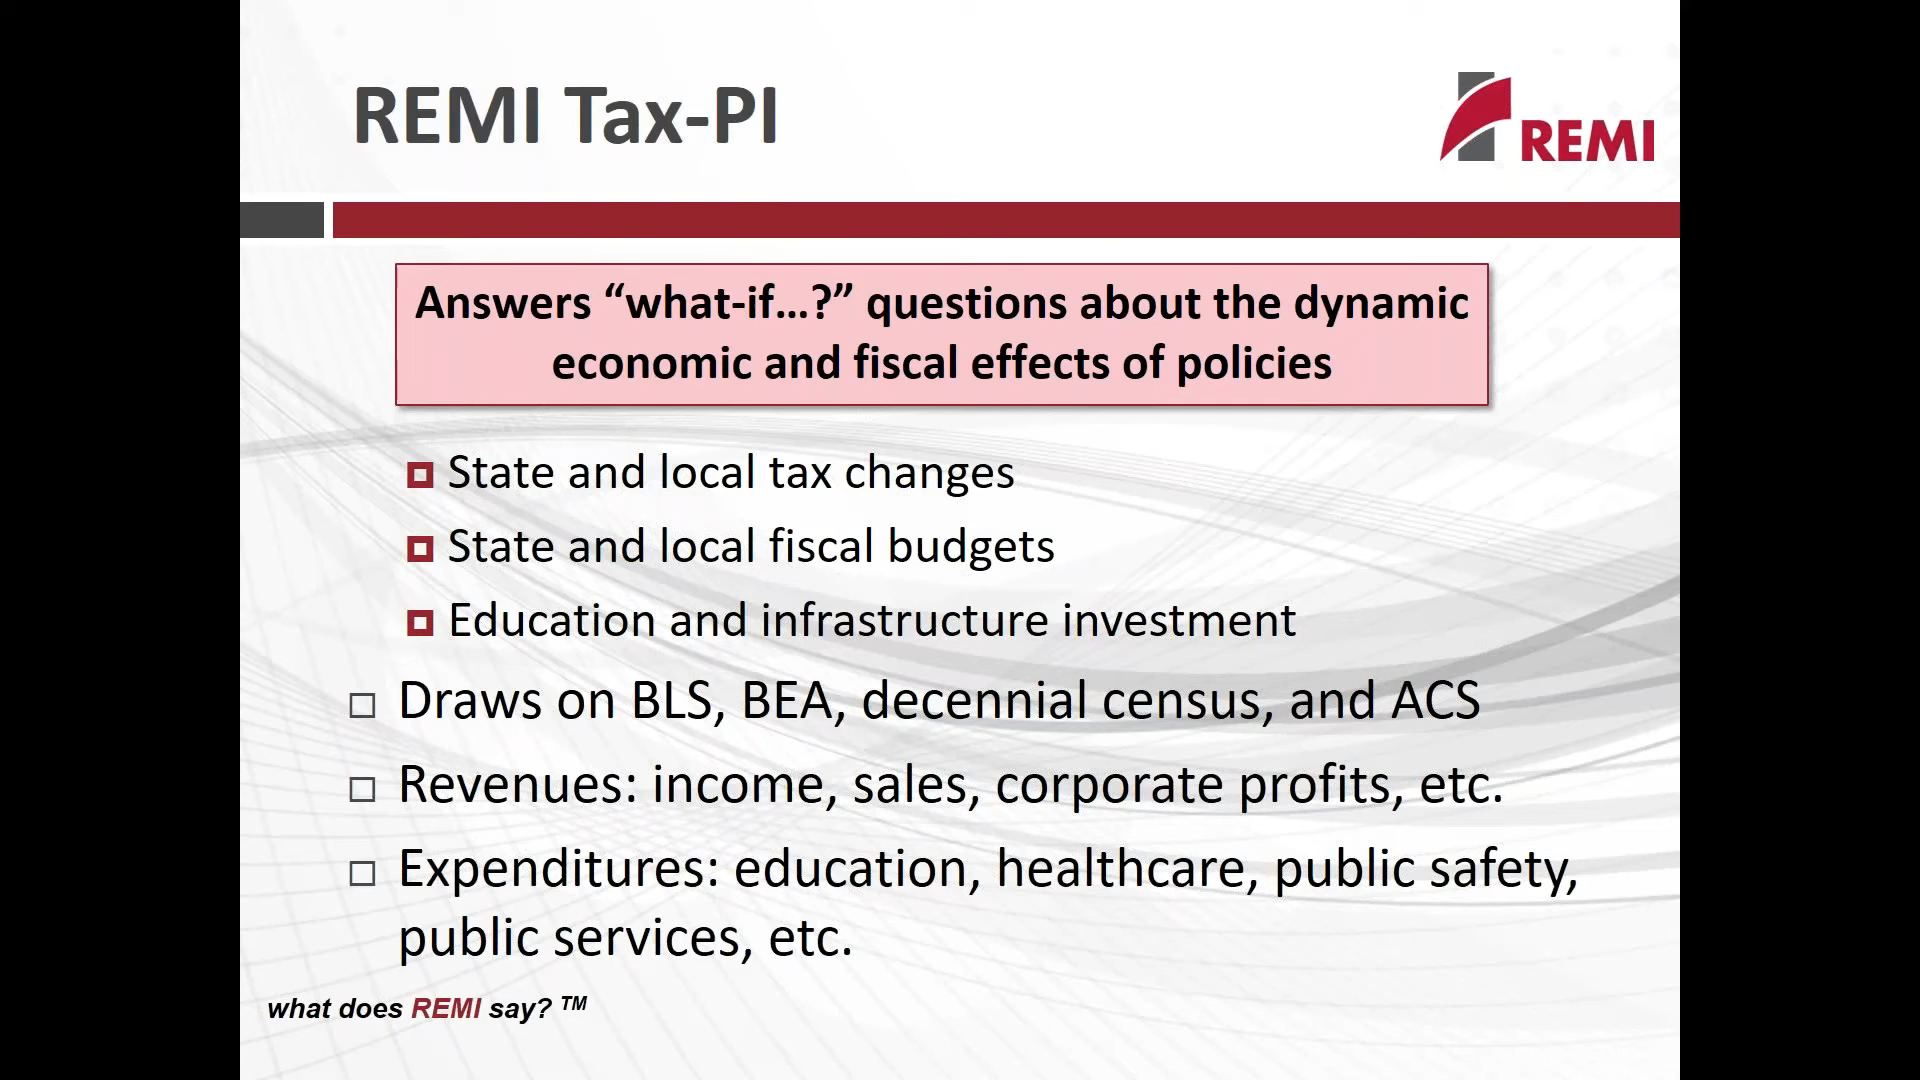 REMI Tax-PI
REMI
Answers “what-if…?” questions about the dynamic
economic and fiscal effects of policies
State and local tax changes
State and local fiscal budgets
Education and infrastructure investment
Draws on BLS, BEA, decennial census, and ACS
Revenues: income, sales, corporate profits, etc.
Expenditures: education, healthcare, public safety,
public services, etc.
what does REMI say? TM